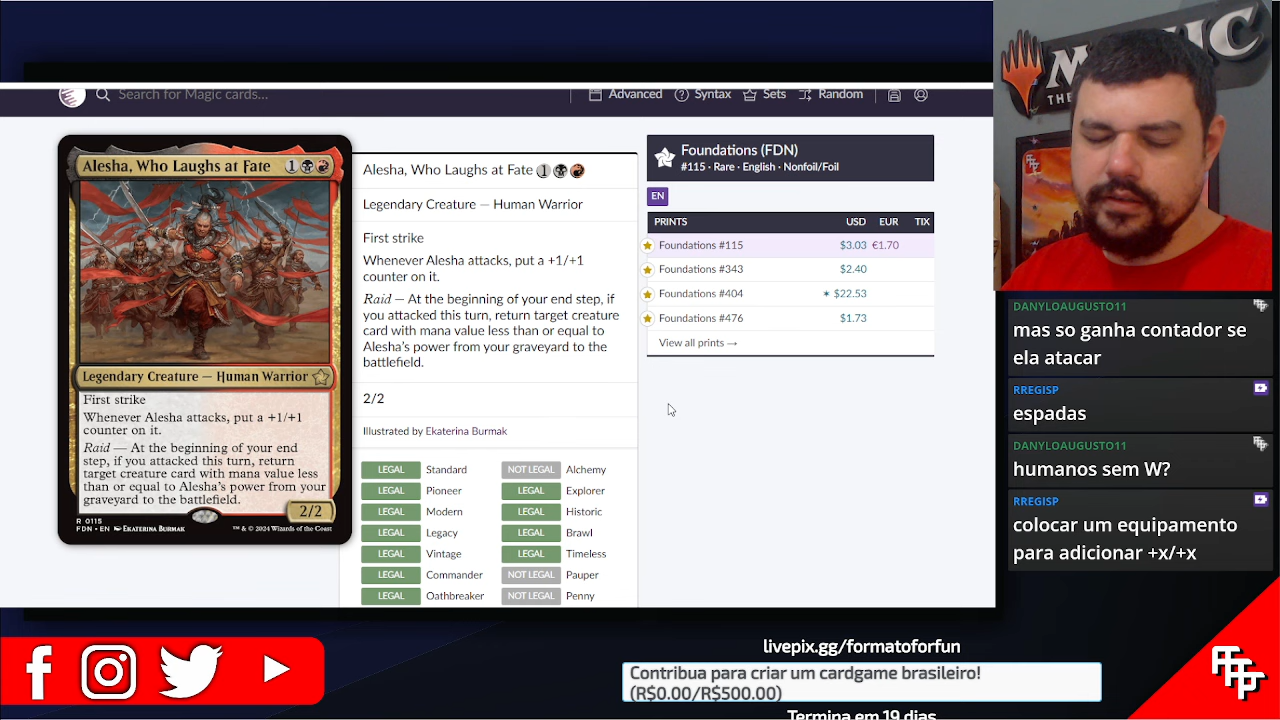 Search for Magic cards...
Advanced
Syntax
Sets
Random
Alesha, Who Laughs at Fate 1
Legendary Creature — Human Warrior
First strike
Whenever Alesha attacks, put a +1/+1
counter on it.
Raid — At the beginning of your end
step, if you attacked this turn, return
target creature card with mana value less
than or equal to Alesha's power from your
graveyard to the battlefield.
2/2
R 0115
FDN • EN EKATERINA BURMAK
™ & © 2024 Wizards of the Coast
Alesha, Who Laughs at Fate 1
Legendary Creature — Human Warrior
First strike
Whenever Alesha attacks, put a +1/+1
counter on it.
Raid — At the beginning of your end step, if
you attacked this turn, return target creature
card with mana value less than or equal to
Alesha's power from your graveyard to the
battlefield.
2/2
Illustrated by Ekaterina Burmak
LEGAL Standard NOT LEGAL Alchemy
LEGAL Pioneer LEGAL Explorer
LEGAL Modern LEGAL Historic
LEGAL Legacy LEGAL Brawl
LEGAL Vintage LEGAL Timeless
LEGAL Commander NOT LEGAL Pauper
LEGAL Oathbreaker NOT LEGAL Penny
Foundations (FDN)
#115 • Rare • English • Nonfoil/Foil
EN
PRINTS USD EUR TIX
Foundations #115 $3.03 €1.70
Foundations #343 $2.40
Foundations #404 ✶ $22.53
Foundations #476 $1.73
View all prints →
DANYLOAUGUSTO11
mas so ganha contador se
ela atacar
RREGISP
espadas
DANYLOAUGUSTO11
humanos sem W?
RREGISP
colocar um equipamento
para adicionar +x/+x
livepix.gg/formatoforfun
Contribua para criar um cardgame brasileiro!
(R$0.00/R$500.00)
Termina em 19 dias
FFF